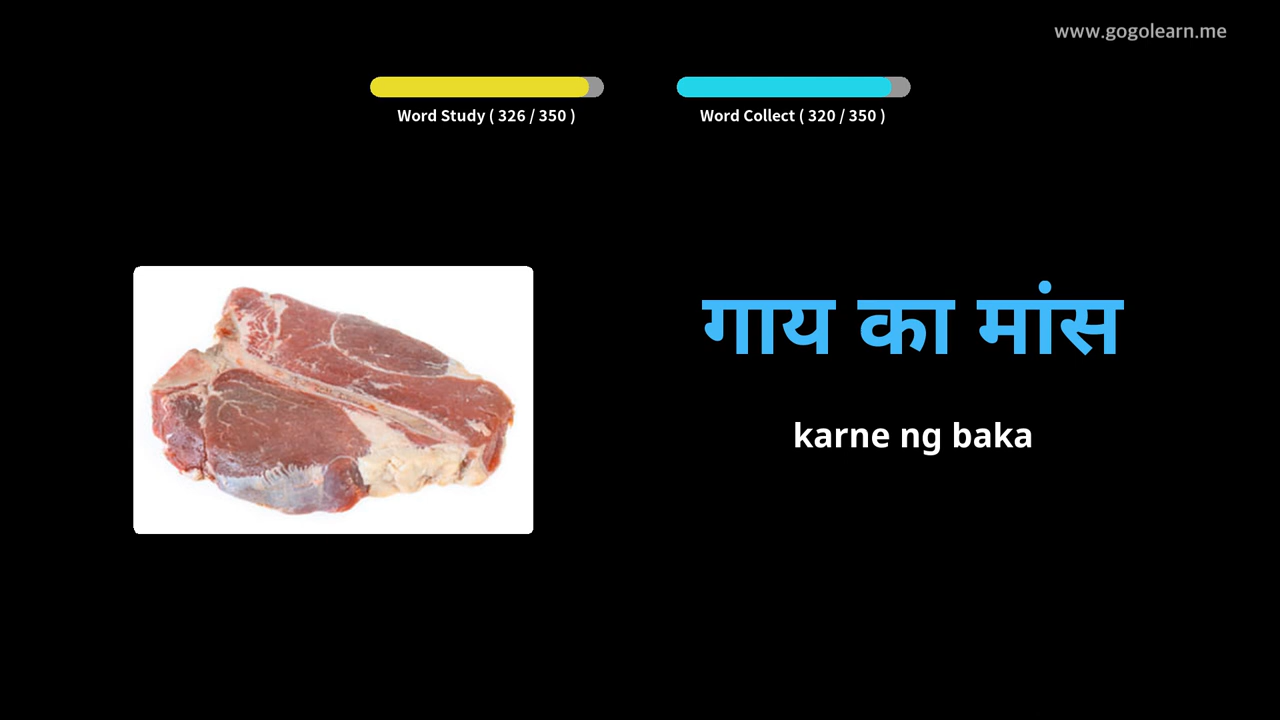 www.gogolearn.me
Word Study ( 326 / 350 )
Word Collect ( 320 / 350 )
गाय का मांस
karne ng baka